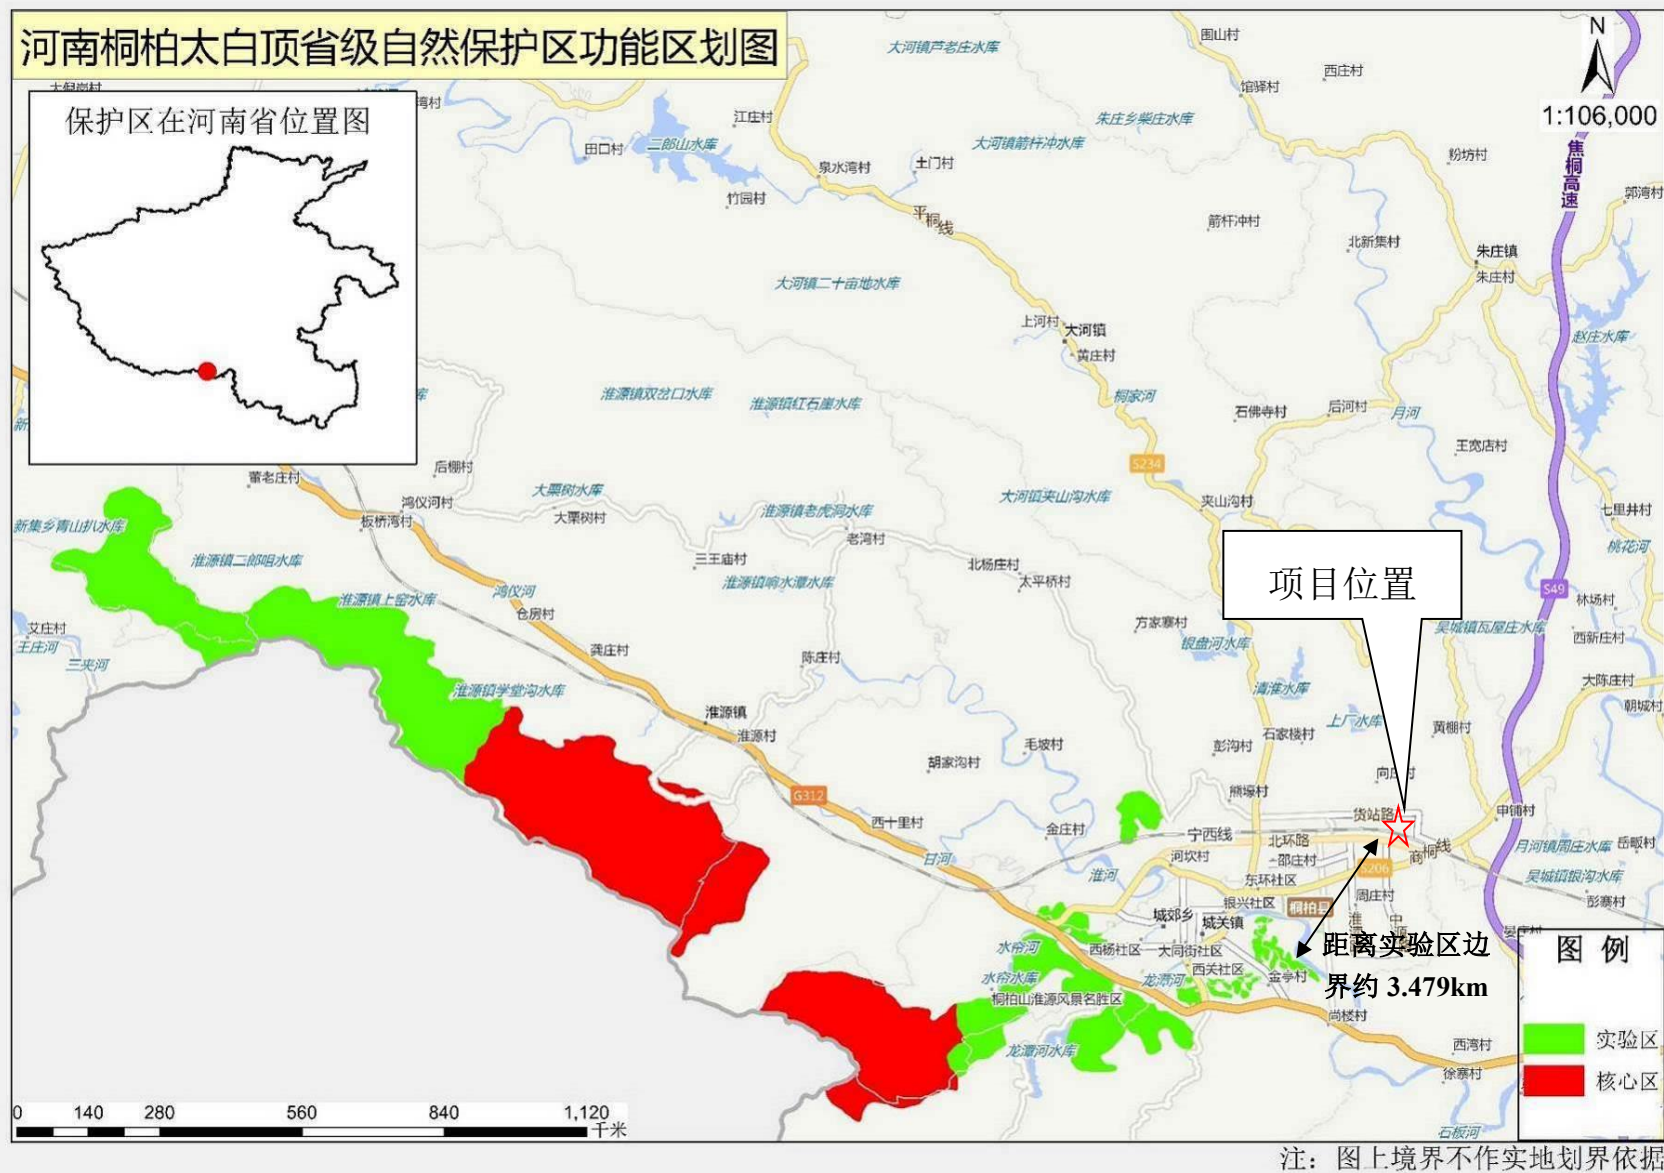 河南桐柏太白顶省级自然保护区功能区划图
保护区在河南省位置图
N
1:106,000
大河镇芦老庄水库
围山村
西庄村
馆驿村
湾村
江庄村
朱庄乡柴庄水库
田口村
二郎山水库
大河镇箭杆冲水库
粉坊村
焦桐高速
泉水湾村
土门村
竹园村
郭湾村
平桐线
箭杆冲村
北新集村
朱庄镇
朱庄村
大河镇二十亩地水库
上河村
大河镇
黄庄村
赵庄水库
库
新
淮源镇双岔口水库
淮源镇红石崖水库
桐家河
石佛寺村
后河村
月河
王宽店村
S234
后棚村
董老庄村
鸿仪河村
大栗树水库
大栗树村
板桥湾村
淮源镇老虎洞水库
大河镇夹山沟水库
夹山沟村
七里井村
新集乡青山扒水库
老湾村
桃花河
淮源镇二郎咀水库
三王庙村
北杨庄村
太平桥村
淮源镇响水潭水库
项目位置
S49
鸿仪河
淮源镇上窑水库
仓房村
林场村
艾庄村
王庄河
三夹河
方家寨村
银盘河水库
吴城镇瓦屋庄水库
西新庄村
龚庄村
陈庄村
淮源镇学堂沟水库
滇淮水库
大陈庄村
朝城村
淮源镇
淮源村
上厂水库
黄棚村
毛坡村
彭沟村
石家楼村
胡家沟村
向庄村
G312
熊壕村
货站路
申铺村
西十里村
金庄村
宁西线
北环路
商桐线
月河镇周庄水库
岳畈村
甘河
河坎村
邵庄村
S206
淮河
东环社区
吴城镇银沟水库
周庄村
银兴社区
桐柏县
彭寨村
城郊乡
城关镇
淮源路
中源路
水帘河
西杨社区
大同街社区
距离实验区边
界约 3.479km
图 例
水帘水库
龙潭河
西关社区
金亭村
桐柏山淮源风景名胜区
尚楼村
龙潭河水库
西湾村
实验区
徐寨村
核心区
0 140 280 560 840 1,120
千米
石板河
注：图上境界不作实地划界依据